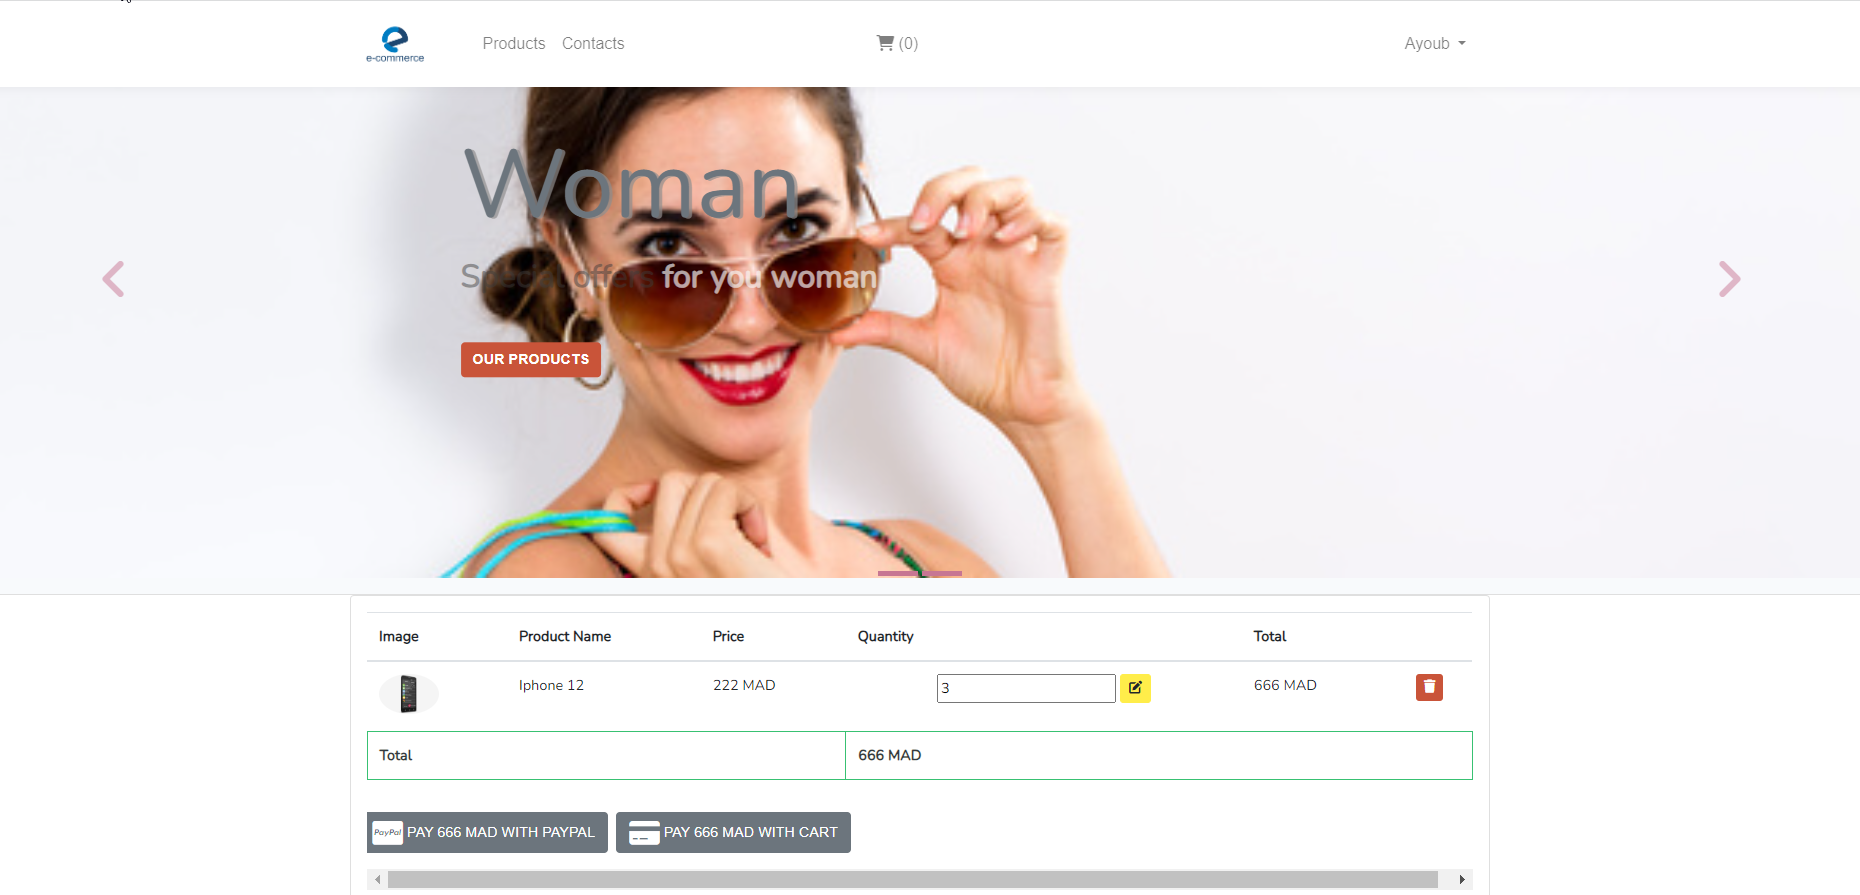 e-commerce
Products Contacts (0) Ayoub
Woman
Special offers for you woman
OUR PRODUCTS
Image Product Name Price Quantity Total
Iphone 12 222 MAD 3 666 MAD
Total 666 MAD
PayPal PAY 666 MAD WITH PAYPAL PAY 666 MAD WITH CART